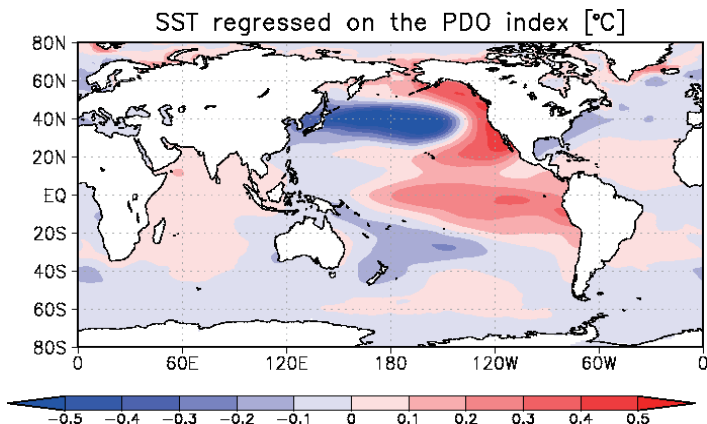 SST regressed on the PDO index [°C]
80N
60N
40N
20N
EQ
20S
40S
60S
80S
0 60E 120E 180 120W 60W 0
−0.5 −0.4 −0.3 −0.2 −0.1 0 0.1 0.2 0.3 0.4 0.5